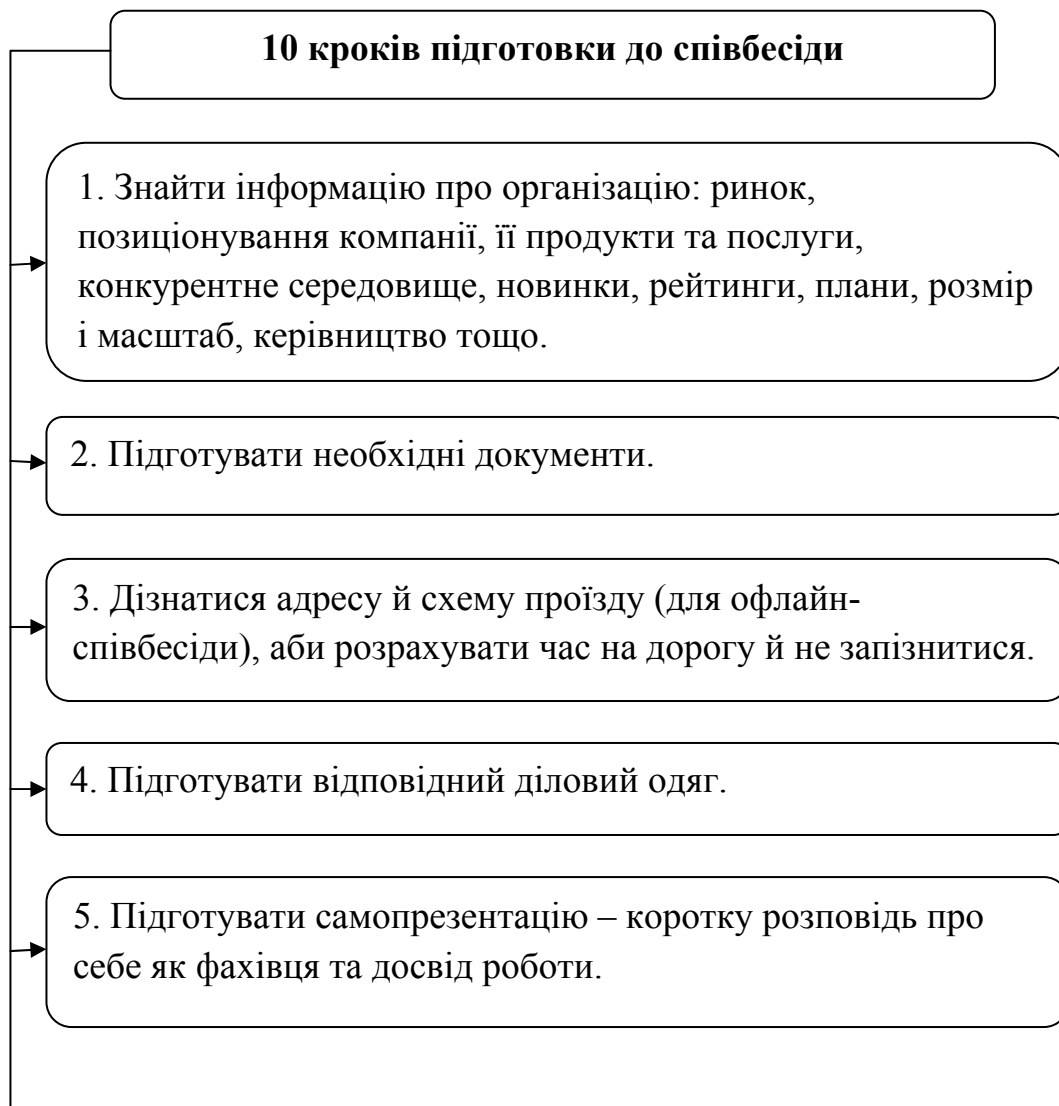 10 кроків підготовки до співбесіди
1. Знайти інформацію про організацію: ринок,
позиціонування компанії, її продукти та послуги,
конкурентне середовище, новинки, рейтинги, плани, розмір
і масштаб, керівництво тощо.
2. Підготувати необхідні документи.
3. Дізнатися адресу й схему проїзду (для офлайн-
співбесіди), аби розрахувати час на дорогу й не запізнитися.
4. Підготувати відповідний діловий одяг.
5. Підготувати самопрезентацію – коротку розповідь про
себе як фахівця та досвід роботи.